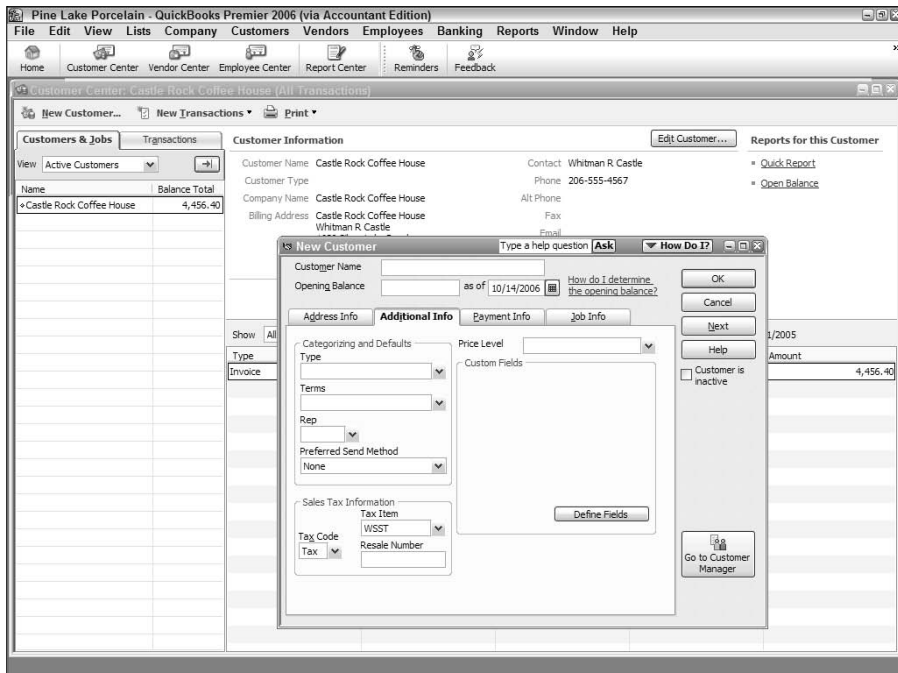 Pine Lake Porcelain - QuickBooks Premier 2006 (via Accountant Edition)
File Edit View Lists Company Customers Vendors Employees Banking Reports Window Help
Home Customer Center Vendor Center Employee Center Report Center Reminders Feedback
Customer Center: Castle Rock Coffee House (All Transactions)
New Customer... New Transactions Print
Customers & Jobs Transactions
View Active Customers
Name Balance Total
Castle Rock Coffee House 4,456.40
Customer Information Edit Customer...
Customer Name Castle Rock Coffee House Contact Whitman R Castle
Customer Type Phone 206-555-4567
Company Name Castle Rock Coffee House Alt Phone
Billing Address Castle Rock Coffee House Fax
Whitman R Castle
Email
Reports for this Customer
Quick Report
Open Balance
Show All
1/2005
Type Amount
Invoice 4,456.40
New Customer Type a help question Ask How Do I?
Customer Name
Opening Balance as of 10/14/2006 How do I determine
the opening balance?
Address Info Additional Info Payment Info Job Info
Categorizing and Defaults
Type
Terms
Rep
Preferred Send Method
None
Sales Tax Information
Tax Item
WSST
Tax Code
Tax
Resale Number
Price Level
Custom Fields
Define Fields
OK
Cancel
Next
Help
Customer is
inactive
Go to Customer
Manager